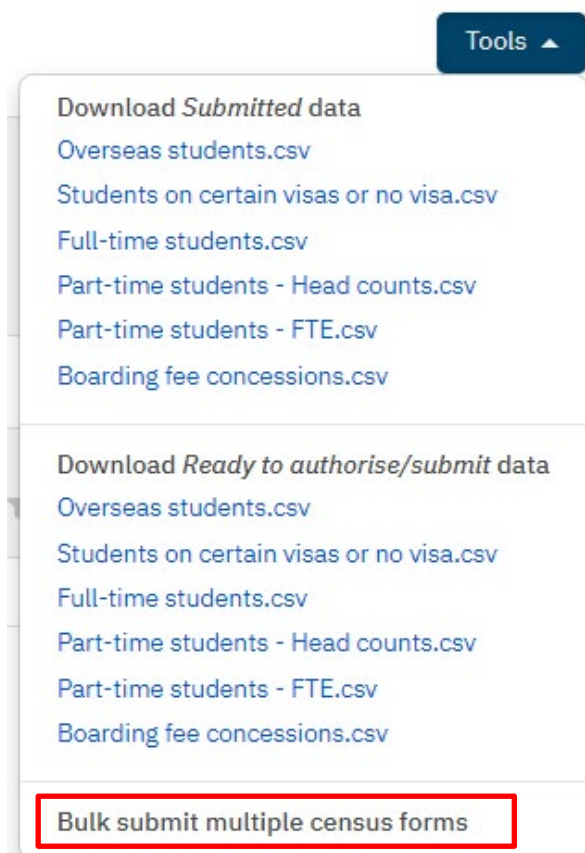 Tools
Download Submitted data
Overseas students.csv
Students on certain visas or no visa.csv
Full-time students.csv
Part-time students - Head counts.csv
Part-time students - FTE.csv
Boarding fee concessions.csv
Download Ready to authorise/submit data
Overseas students.csv
Students on certain visas or no visa.csv
Full-time students.csv
Part-time students - Head counts.csv
Part-time students - FTE.csv
Boarding fee concessions.csv
Bulk submit multiple census forms